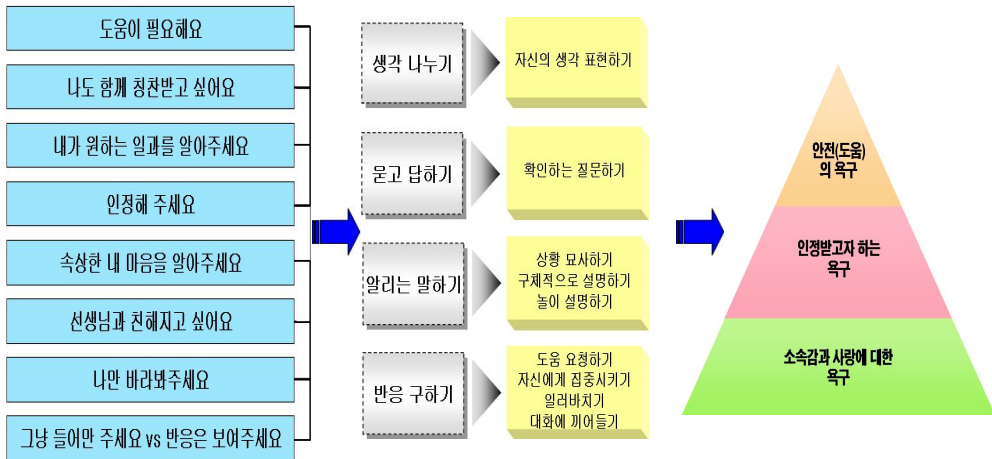 도움이 필요해요
나도 함께 칭찬받고 싶어요
내가 원하는 일과를 알아주세요
인정해 주세요
속상한 내 마음을 알아주세요
선생님과 친해지고 싶어요
나만 바라봐주세요
그냥 들어만 주세요 vs 반응은 보여주세요
생각 나누기
자신의 생각 표현하기
묻고 답하기
확인하는 질문하기
알리는 말하기
상황 묘사하기
구체적으로 설명하기
놀이 설명하기
반응 구하기
도움 요청하기
자신에게 집중시키기
일러바치기
대화에 끼어들기
안전(도움)
의 욕구
인정받고자 하는
욕구
소속감과 사랑에 대한
욕구